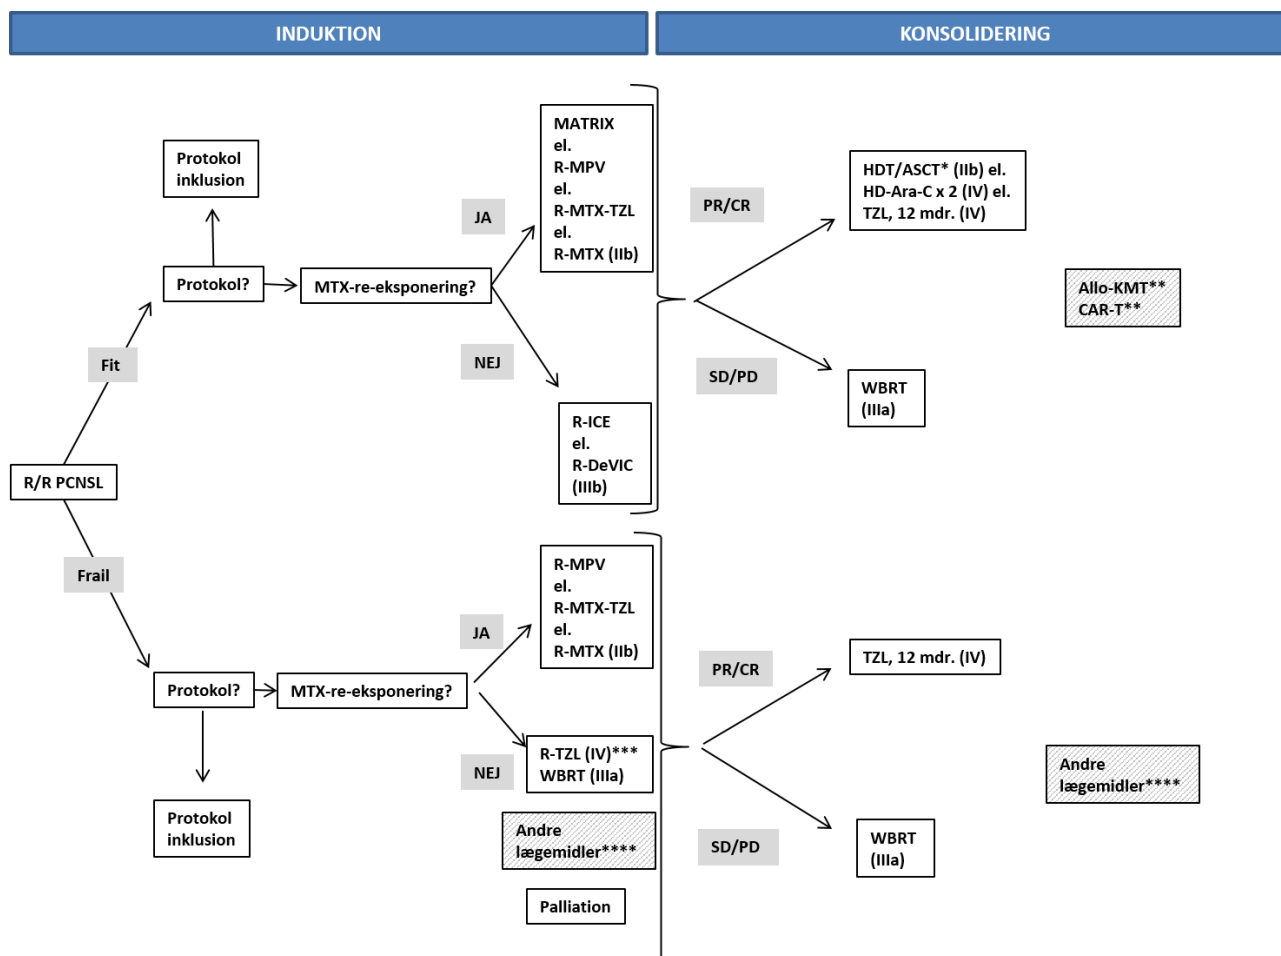 INDUKTION
KONSOLIDERING
Protokol
inklusion
MATRIX
el.
R-MPV
el.
R-MTX-TZL
el.
R-MTX (IIb)
JA
PR/CR
HDT/ASCT* (IIb) el.
HD-Ara-C x 2 (IV) el.
TZL, 12 mdr. (IV)
Protokol?
MTX-re-eksponering?
Allo-KMT**
CAR-T**
Fit
NEJ
SD/PD
WBRT
(IIIa)
R-ICE
el.
R-DeVIC
(IIIb)
R/R PCNSL
Frail
R-MPV
el.
R-MTX-TZL
el.
R-MTX (IIb)
JA
PR/CR
TZL, 12 mdr. (IV)
Protokol?
MTX-re-eksponering?
NEJ
R-TZL (IV)***
WBRT (IIIa)
Andre
lægemidler****
Protokol
inklusion
Andre
lægemidler****
SD/PD
WBRT
(IIIa)
Palliation